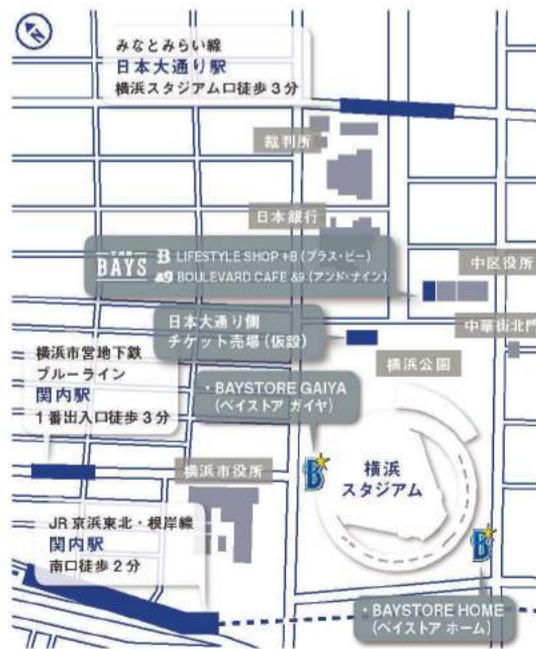 N
みなとみらい線
日本大通り駅
横浜スタジアム口徒歩3分
裁判所
日本銀行
BAYS
B LIFESTYLE SHOP +B (プラス・ビー)
&9 BOULEVARD CAFE &9 (アンド・ナイン)
中区役所
日本大通り側
チケット売場(仮設)
中華街北門
横浜公園
横浜市営地下鉄
ブルーライン
関内駅
1番出入口徒歩3分
・BAYSTORE GAIYA
(ベイストア ガイヤ)
横浜市役所
B
横浜
スタジアム
JR京浜東北・根岸線
関内駅
南口徒歩2分
B
・BAYSTORE HOME
(ベイストア ホーム)